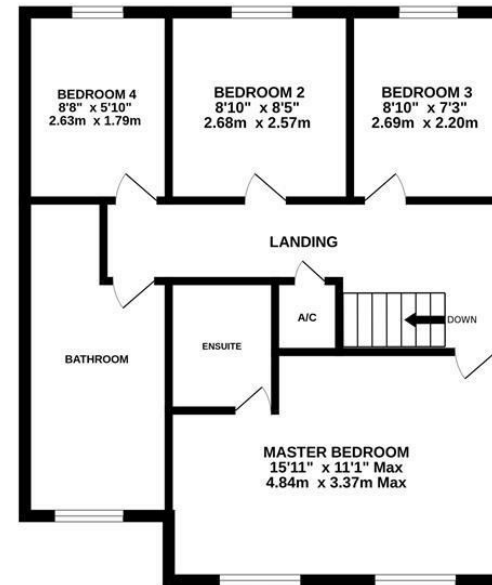 BEDROOM 4
8'8" x 5'10"
2.63m x 1.79m
BEDROOM 2
8'10" x 8'5"
2.68m x 2.57m
BEDROOM 3
8'10" x 7'3"
2.69m x 2.20m
LANDING
A/C
DOWN
ENSUITE
BATHROOM
MASTER BEDROOM
15'11" x 11'1" Max
4.84m x 3.37m Max